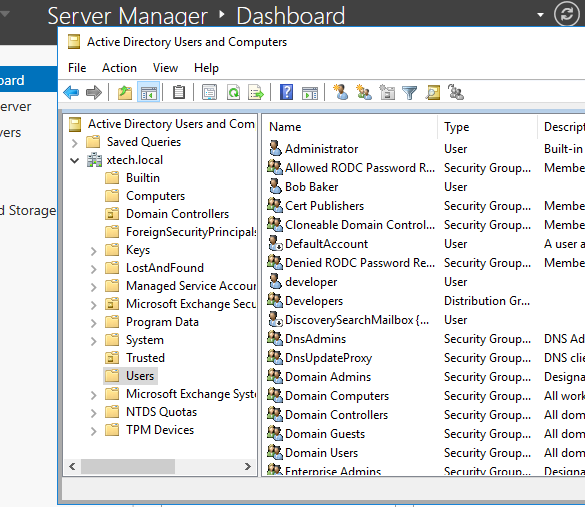 Server Manager ‣ Dashboard
Active Directory Users and Computers
File Action View Help
oard
erver
vers
d Storage
Active Directory Users and Com
Saved Queries
xtech.local
Builtin
Computers
Domain Controllers
ForeignSecurityPrincipals
Keys
LostAndFound
Managed Service Accour
Microsoft Exchange Secu
Program Data
System
Trusted
Users
Microsoft Exchange Syste
NTDS Quotas
TPM Devices
Name Type Descript
Administrator User Built-in
Allowed RODC Password R... Security Group... Membe
Bob Baker User
Cert Publishers Security Group... Membe
Cloneable Domain Control... Security Group... Membe
DefaultAccount User A user a
Denied RODC Password Re... Security Group... Membe
developer User
Developers Distribution Gr...
DiscoverySearchMailbox {... User
DnsAdmins Security Group... DNS Ad
DnsUpdateProxy Security Group... DNS clie
Domain Admins Security Group... Designa
Domain Computers Security Group... All work
Domain Controllers Security Group... All dom
Domain Guests Security Group... All dom
Domain Users Security Group... All dom
Enterprise Admins Security Group... Designa